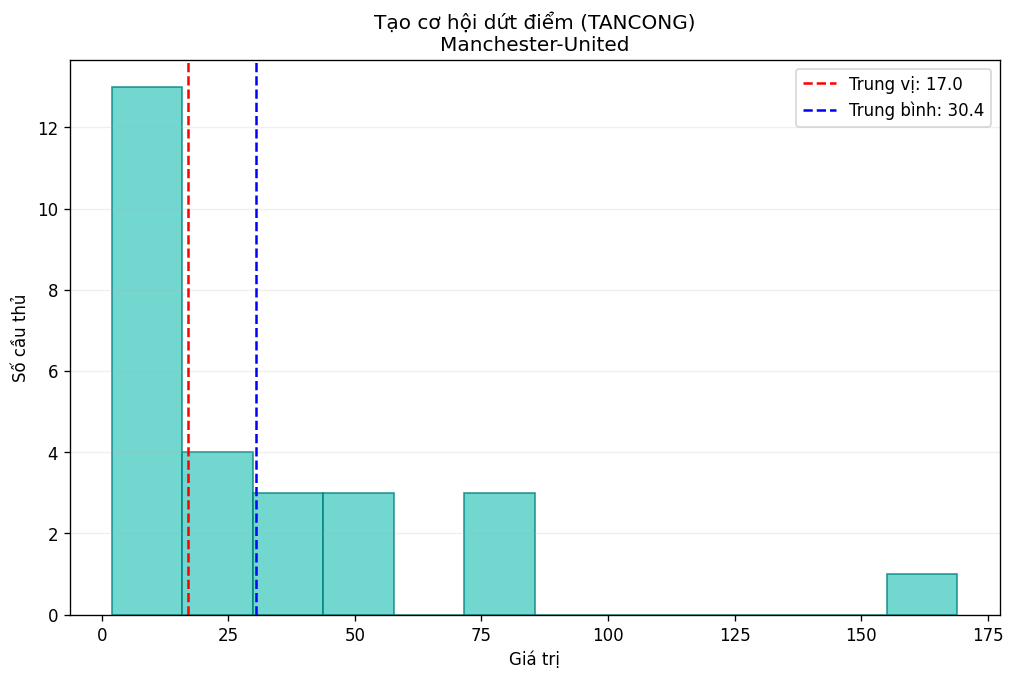 Tạo cơ hội dứt điểm (TANCONG)
Manchester-United
Trung vị: 17.0
Trung bình: 30.4
Số cầu thủ
12
10
8
6
4
2
0
0
25
50
75
100
125
150
175
Giá trị